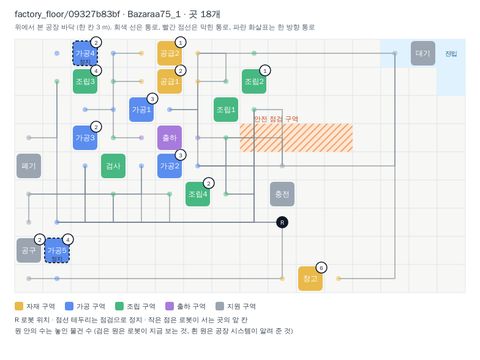 factory_floor/09327b83bf · Bazaraa75_1 · 곳 18개
위에서 본 공장 바닥 (한 칸 3 m). 회색 선은 통로, 빨간 점선은 막힌 통로, 파란 화살표는 한 방향 통로
가공4 2 공급2 1 대기 진입
정지
조립3 4 공급1 2 조립2 1
가공1 3 조립1
안전 점검 구역
가공3 2 출하
폐기 검사 가공2 3
조립4 2 충전
R
공구 2 가공5 4
정지
창고 6
자재 구역 가공 구역 조립 구역 출하 구역 지원 구역
R 로봇 위치 · 점선 테두리는 점검으로 정지 · 작은 점은 로봇이 서는 곳의 앞 칸
원 안의 수는 놓인 물건 수 (검은 원은 로봇이 지금 보는 것, 흰 원은 공장 시스템이 알려 준 것)